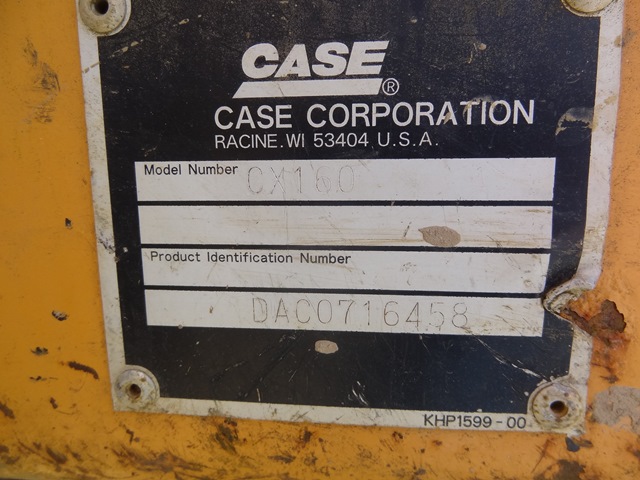 CASE ®
CASE CORPORATION
RACINE. WI 53404 U.S.A.
Model Number CX160
Product Identification Number
DAC0716458
KHP1599-00